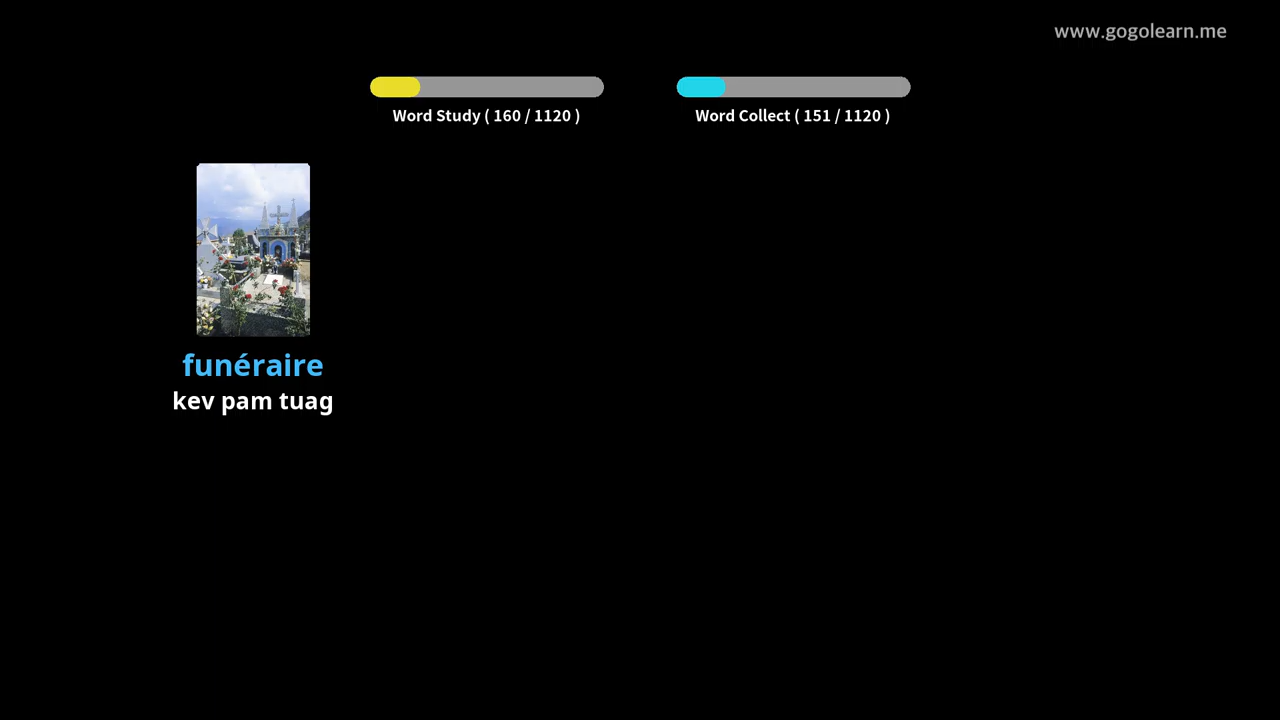 www.gogolearn.me
Word Study ( 160 / 1120 )
Word Collect ( 151 / 1120 )
funéraire
kev pam tuag